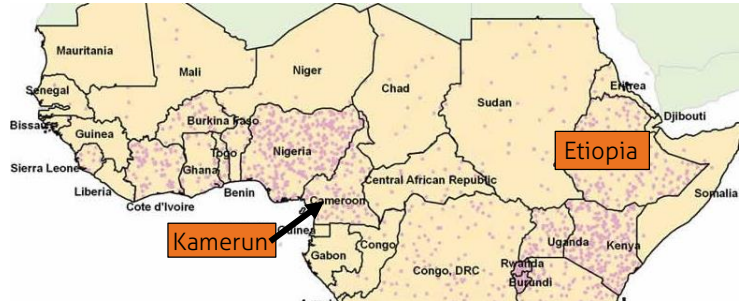 Mauritania
Mali
Niger
Chad
Sudan
Eritrea
Djibouti
Senegal
Bissau
Guinea
Burkina Faso
Nigeria
Etiopia
Sierra Leone
Liberia
Cote d'Ivoire
Ghana
Togo
Benin
Central African Republic
Somalia
Cameroon
Kamerun
Guinea
Gabon
Congo
Congo, DRC
Uganda
Kenya
Rwanda
Burundi